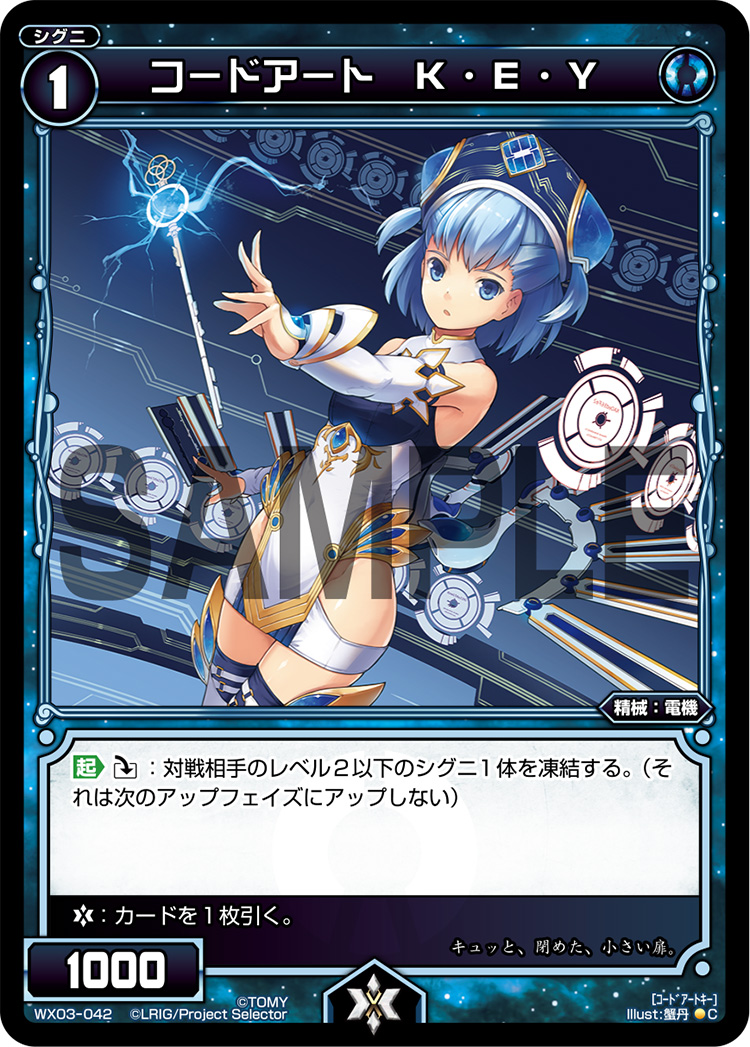 シグニ
1
コードアート　K・E・Y
SAMPLE
精械：電機
起 ：対戦相手のレベル2以下のシグニ1体を凍結する。（そ
れは次のアップフェイズにアップしない）
：カードを1枚引く。
キュッと、閉めた、小さい扉。
1000
WX03-042 ©LRIG/Project Selector
©TOMY
[ｺｰﾄﾞｱｰﾄｷｰ]
Illust:蟹丹 C